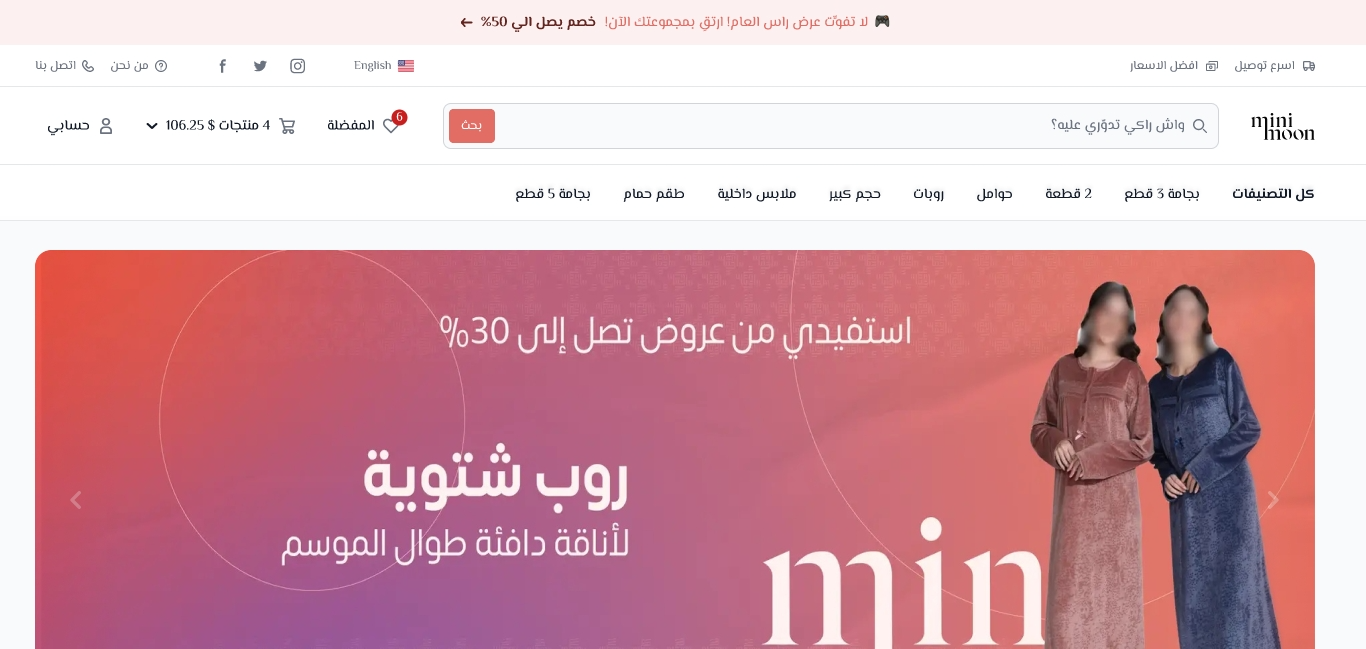 لا تفوّت عرض راس العام! ارتقِ بمجموعتك الآن! خصم يصل الي 50%
اسرع توصيل
افضل الاسعار
English
من نحن
اتصل بنا
mini moon
واش راكي تدوّري عليه؟
بحث
6
المفضلة
4 منتجات $ 106.25
حسابي
كل التصنيفات
بجامة 3 قطع
2 قطعة
حوامل
روبات
حجم كبير
ملابس داخلية
طقم حمام
بجامة 5 قطع
استفيدي من عروض تصل إلى 30%
روب شتوية
لأناقة دافئة طوال الموسم
min